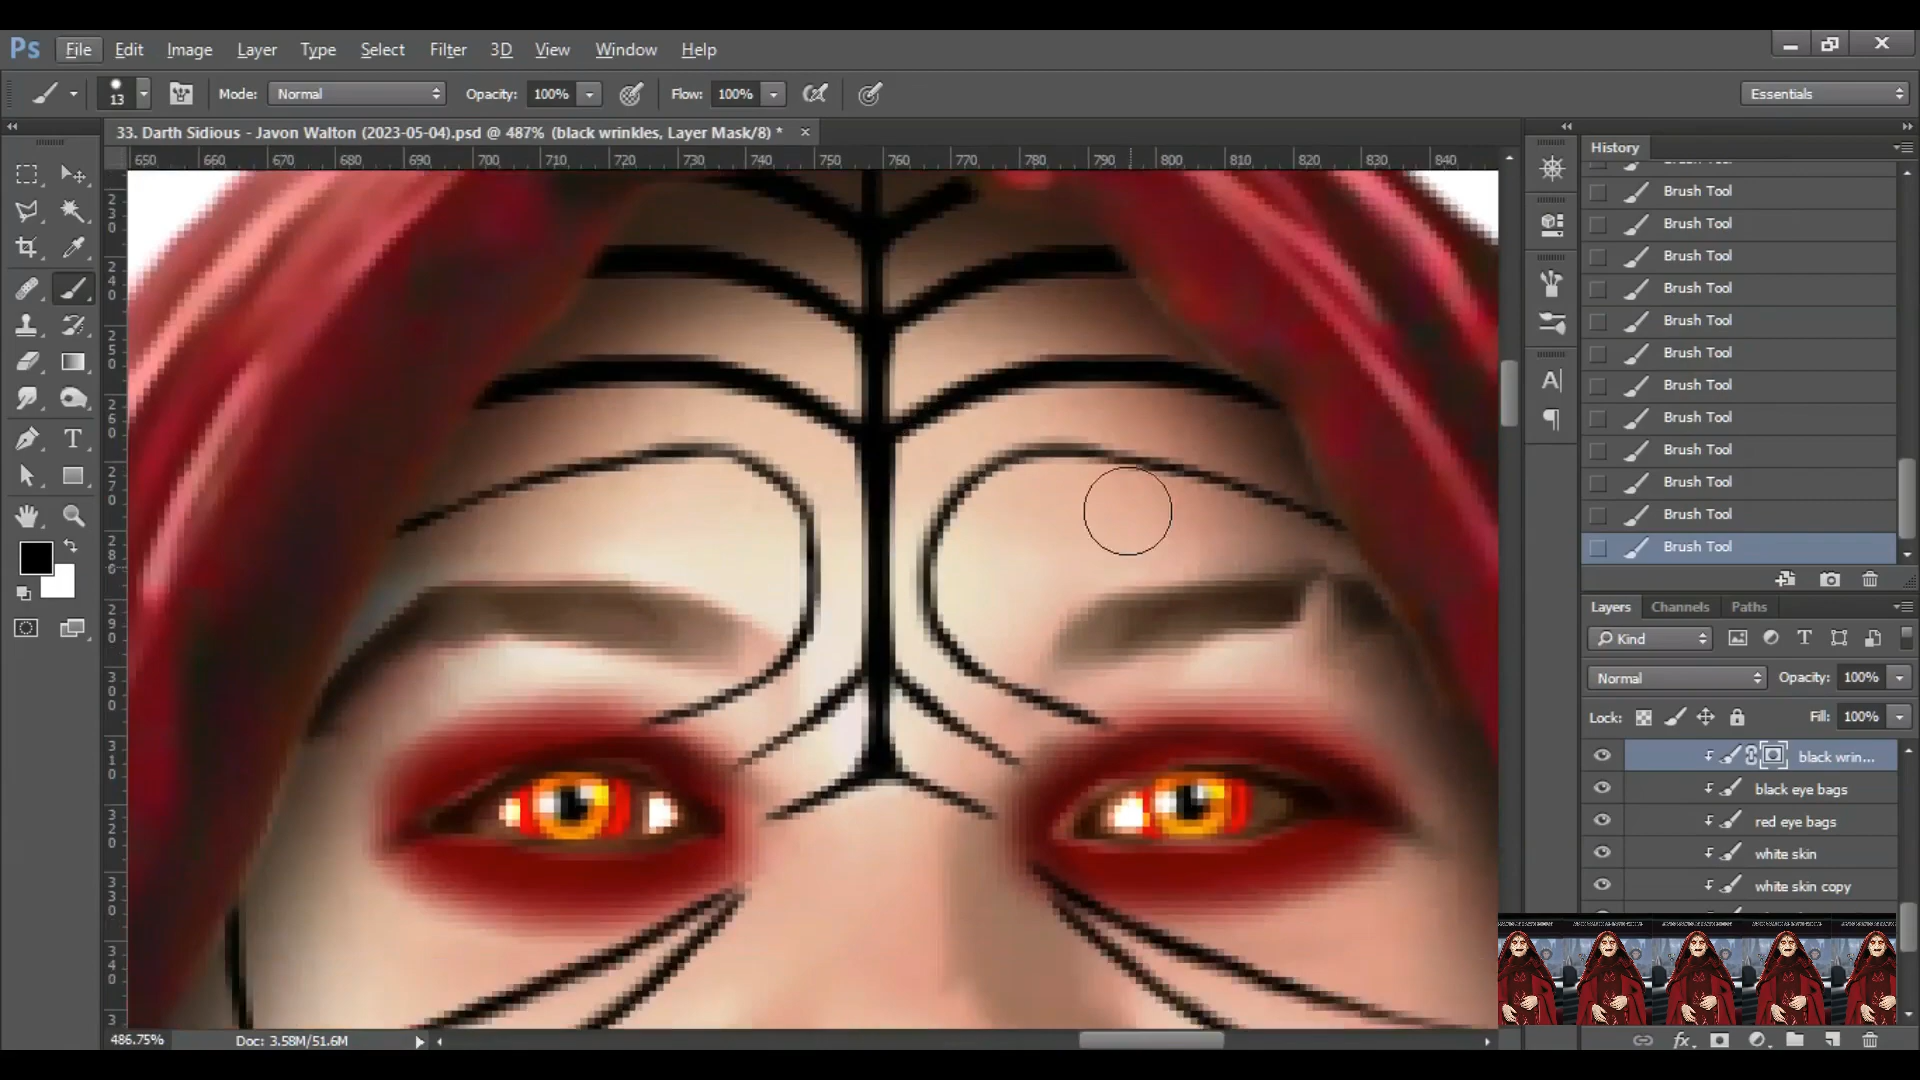 Ps File Edit Image Layer Type Select Filter 3D View Window Help
13 Mode: Normal Opacity: 100% Flow: 100% Essentials
33. Darth Sidious - Javon Walton (2023-05-04).psd @ 487% (black wrinkles, Layer Mask/8) * ×
History
650 660 670 680 690 700 710 720 730 740 750 760 770 780 790 800 810 820 830 840
Brush Tool
Brush Tool
Brush Tool
Brush Tool
Brush Tool
Brush Tool
Brush Tool
Brush Tool
Brush Tool
Brush Tool
Brush Tool
Brush Tool
Layers Channels Paths
Kind
Normal Opacity: 100%
Lock: Fill: 100%
black wrin...
black eye bags
red eye bags
white skin
white skin copy
486.75% Doc: 3.58M/51.6M